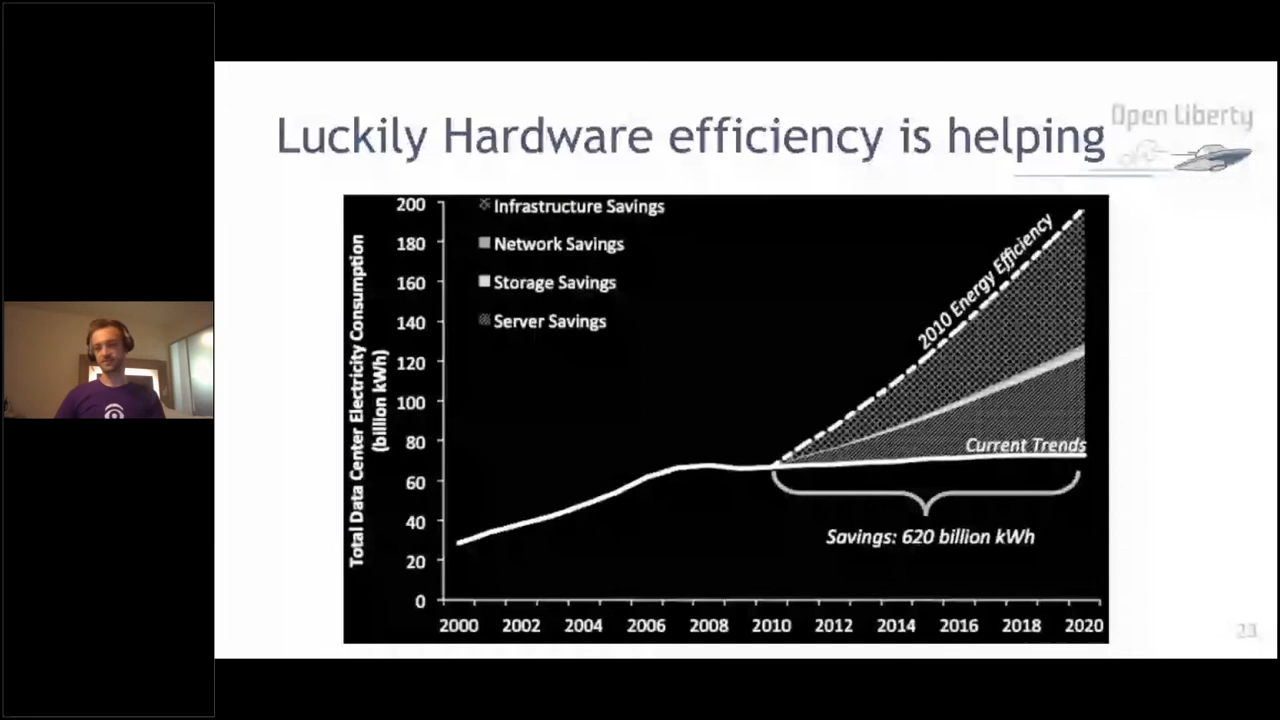 Luckily Hardware efficiency is helping
Open Liberty
Total Data Center Electricity Consumption
(billion kWh)
200
180
160
140
120
100
80
60
40
20
0
Infrastructure Savings
Network Savings
Storage Savings
Server Savings
2010 Energy Efficiency
Current Trends
Savings: 620 billion kWh
2000 2002 2004 2006 2008 2010 2012 2014 2016 2018 2020
23